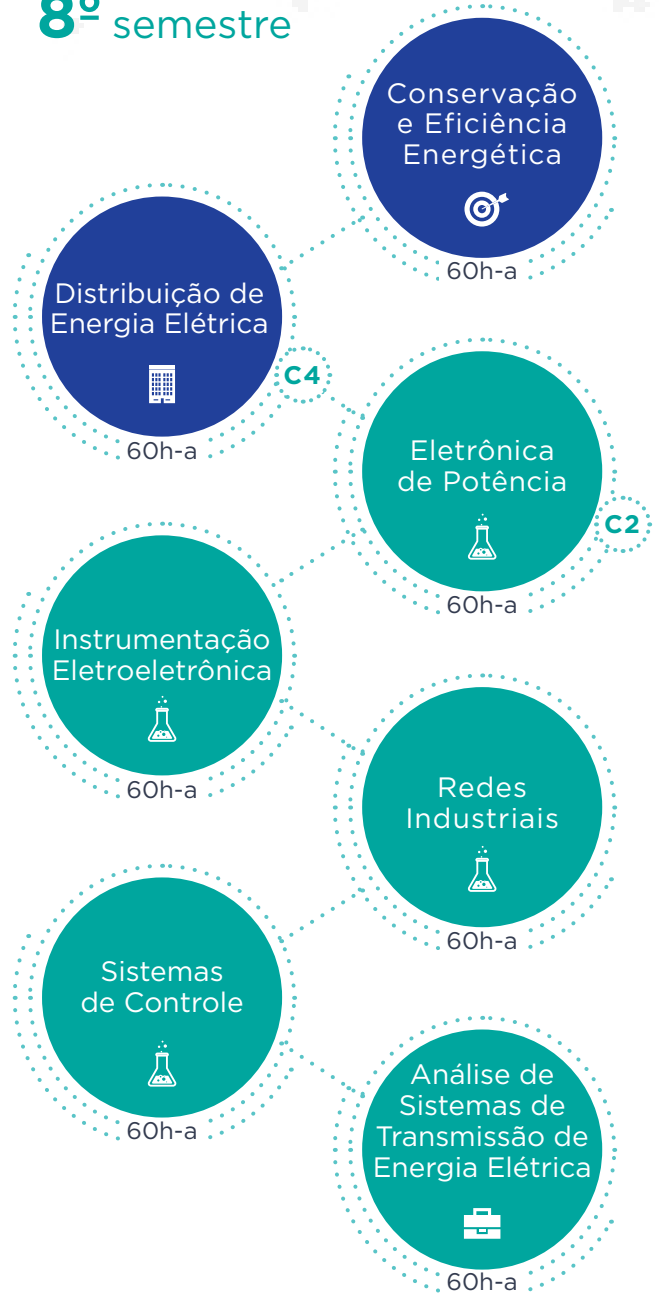 8º semestre
Conservação
e Eficiência
Energética
60h-a
Distribuição de
Energia Elétrica
60h-a
C4
Eletrônica
de Potência
60h-a
C2
Instrumentação
Eletroeletrônica
60h-a
Redes
Industriais
60h-a
Sistemas
de Controle
60h-a
Análise de
Sistemas de
Transmissão de
Energia Elétrica
60h-a